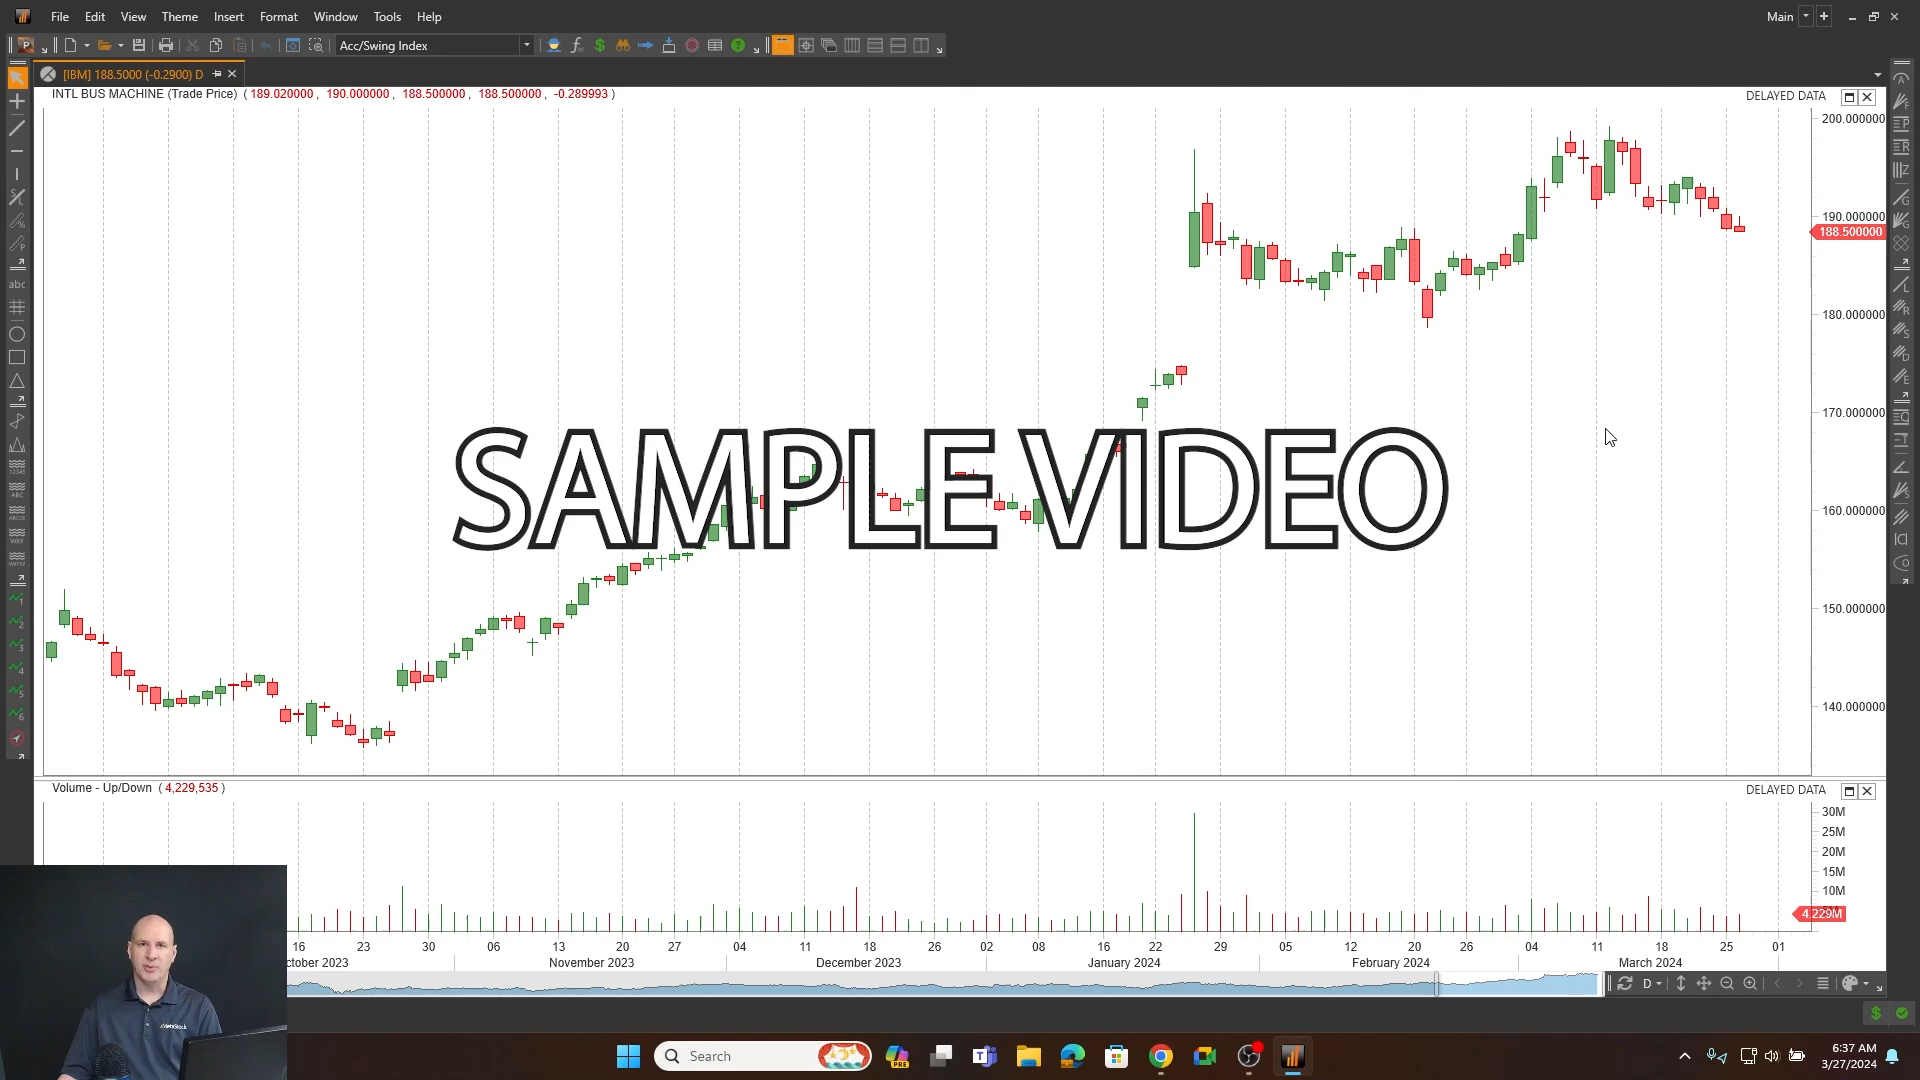 File Edit View Theme Insert Format Window Tools Help
Main
Acc/Swing Index
[IBM] 188.5000 (-0.2900) D
INTL BUS MACHINE (Trade Price) ( 189.020000 , 190.000000 , 188.500000 , 188.500000 , -0.289993 )
DELAYED DATA
200.000000
190.000000
188.500000
180.000000
170.000000
160.000000
150.000000
140.000000
SAMPLE VIDEO
abc
Volume - Up/Down ( 4,229,535 )
DELAYED DATA
30M
25M
20M
15M
10M
4.229M
16 23 30 06 13 20 27 04 11 18 26 02 08 16 22 29 05 12 20 26 04 11 18 25 01
ctober 2023 November 2023 December 2023 January 2024 February 2024 March 2024
D
MetaStock
Search
PRE
6:37 AM
3/27/2024